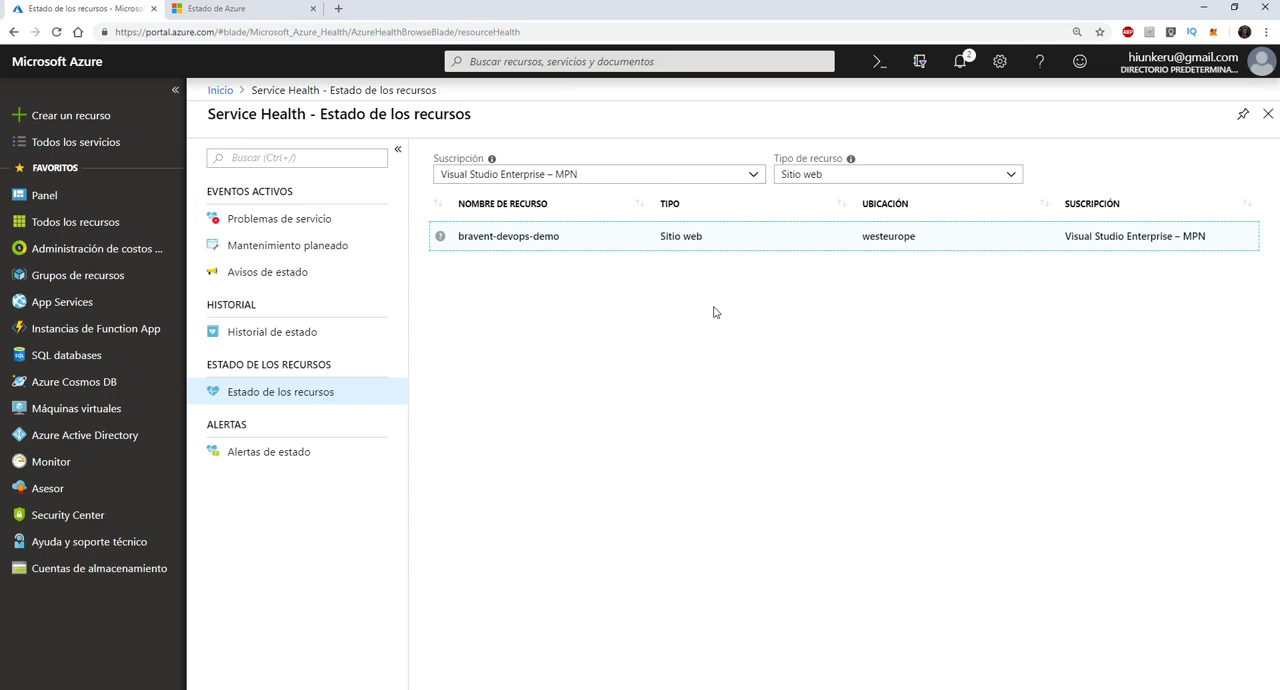 Estado de los recursos - Microso
Estado de Azure
https://portal.azure.com/#blade/Microsoft_Azure_Health/AzureHealthBrowseBlade/resourceHealth
ABP
IQ
Microsoft Azure
Buscar recursos, servicios y documentos
2
hiunkeru@gmail.com
DIRECTORIO PREDETERMINA...
Crear un recurso
Todos los servicios
FAVORITOS
Panel
Todos los recursos
Administración de costos ...
Grupos de recursos
App Services
Instancias de Function App
SQL databases
Azure Cosmos DB
Máquinas virtuales
Azure Active Directory
Monitor
Asesor
Security Center
Ayuda y soporte técnico
Cuentas de almacenamiento
Inicio > Service Health - Estado de los recursos
Service Health - Estado de los recursos
Buscar (Ctrl+/)
EVENTOS ACTIVOS
Problemas de servicio
Mantenimiento planeado
Avisos de estado
HISTORIAL
Historial de estado
ESTADO DE LOS RECURSOS
Estado de los recursos
ALERTAS
Alertas de estado
Suscripción
Tipo de recurso
Visual Studio Enterprise – MPN
Sitio web
NOMBRE DE RECURSO TIPO UBICACIÓN SUSCRIPCIÓN
bravent-devops-demo Sitio web westeurope Visual Studio Enterprise – MPN